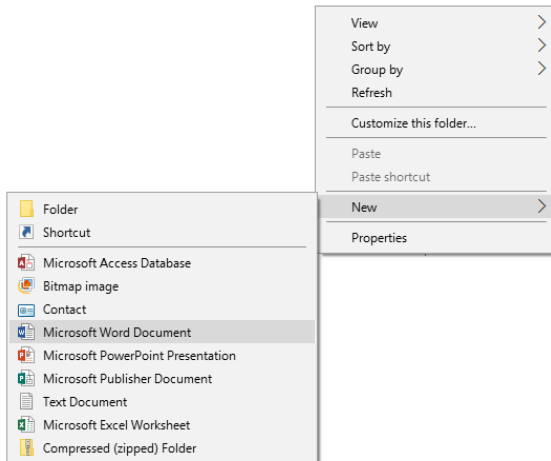 View
Sort by
Group by
Refresh
Customize this folder...
Paste
Paste shortcut
New
Properties
Folder
Shortcut
Microsoft Access Database
Bitmap image
Contact
Microsoft Word Document
Microsoft PowerPoint Presentation
Microsoft Publisher Document
Text Document
Microsoft Excel Worksheet
Compressed (zipped) Folder